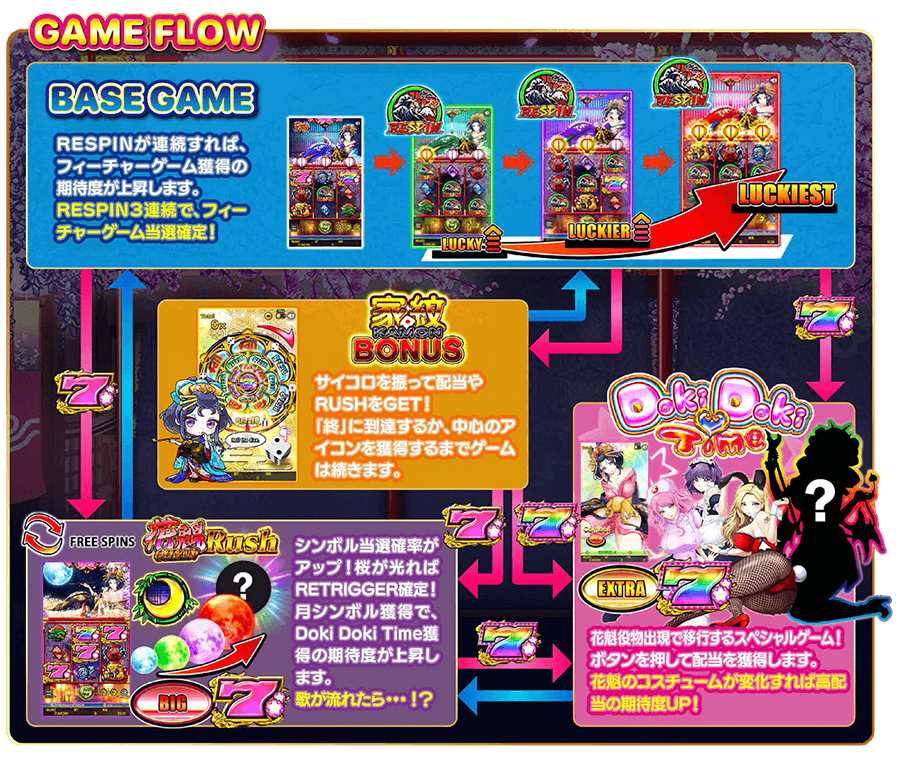 GAME FLOW
BASE GAME
RESPINが連続すれば、
フィーチャーゲーム獲得の
期待度が上昇します。
RESPIN3連続で、フィー
チャーゲーム当選確定！
RESPIN
RESPIN
RESPIN
LUCKY
LUCKIER
LUCKIEST
7
7
家紋
KAMON
BONUS
サイコロを振って配当や
RUSHをGET！
「終」に到達するか、中心のア
イコンを獲得するまでゲーム
は続きます。
Total
Roll the dice.
Doki Doki
Time
?
7
7
FREE SPINS
Rush
シンボル当選確率が
アップ！桜が光れば
RETRIGGER確定！
月シンボル獲得で、
Doki Doki Time獲
得の期待度が上昇し
ます。
歌が流れたら・・・！？
?
BIG
7
7
EXTRA
7
花魁役物出現で移行するスペシャルゲーム！
ボタンを押して配当を獲得します。
花魁のコスチュームが変化すれば高配
当の期待度UP！